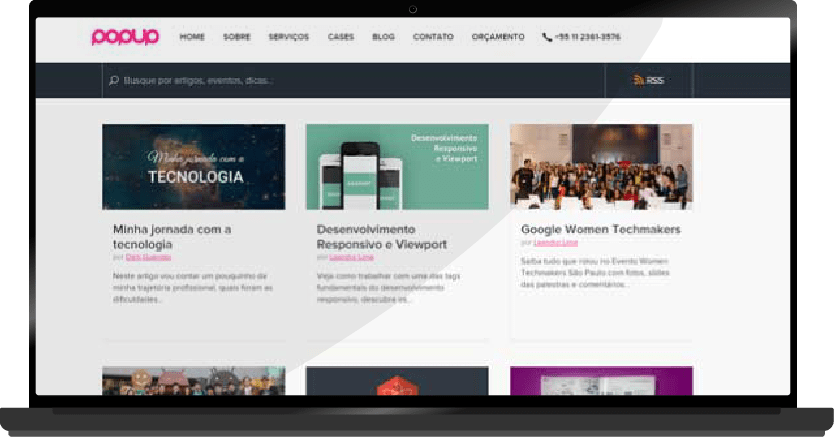 popup HOME SOBRE SERVIÇOS CASES BLOG CONTATO ORÇAMENTO +55 11 2361-3576
Busque por artigos, eventos, dicas... RSS
Minha jornada com a
TECNOLOGIA
Minha jornada com a
tecnologia
por
Neste artigo vou contar um pouquinho de
minha trajetória profissional, quais foram as
dificuldades...
Desenvolvimento
Responsivo e Viewport
Desenvolvimento
Responsivo e Viewport
por Leandro Lima
Veja como trabalhar com uma das tags
fundamentais do desenvolvimento
responsivo, descubra os...
Google Women Techmakers
por Leandro Lima
Saiba tudo que rolou no Evento Women
Techmakers São Paulo com fotos, slides
das palestras e comentários...